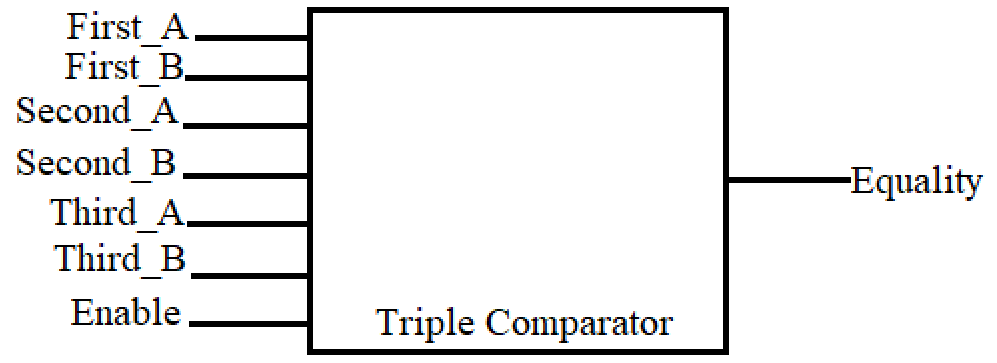 First_A
First_B
Second_A
Second_B
Equality
Third_A
Third_B
Enable
Triple Comparator